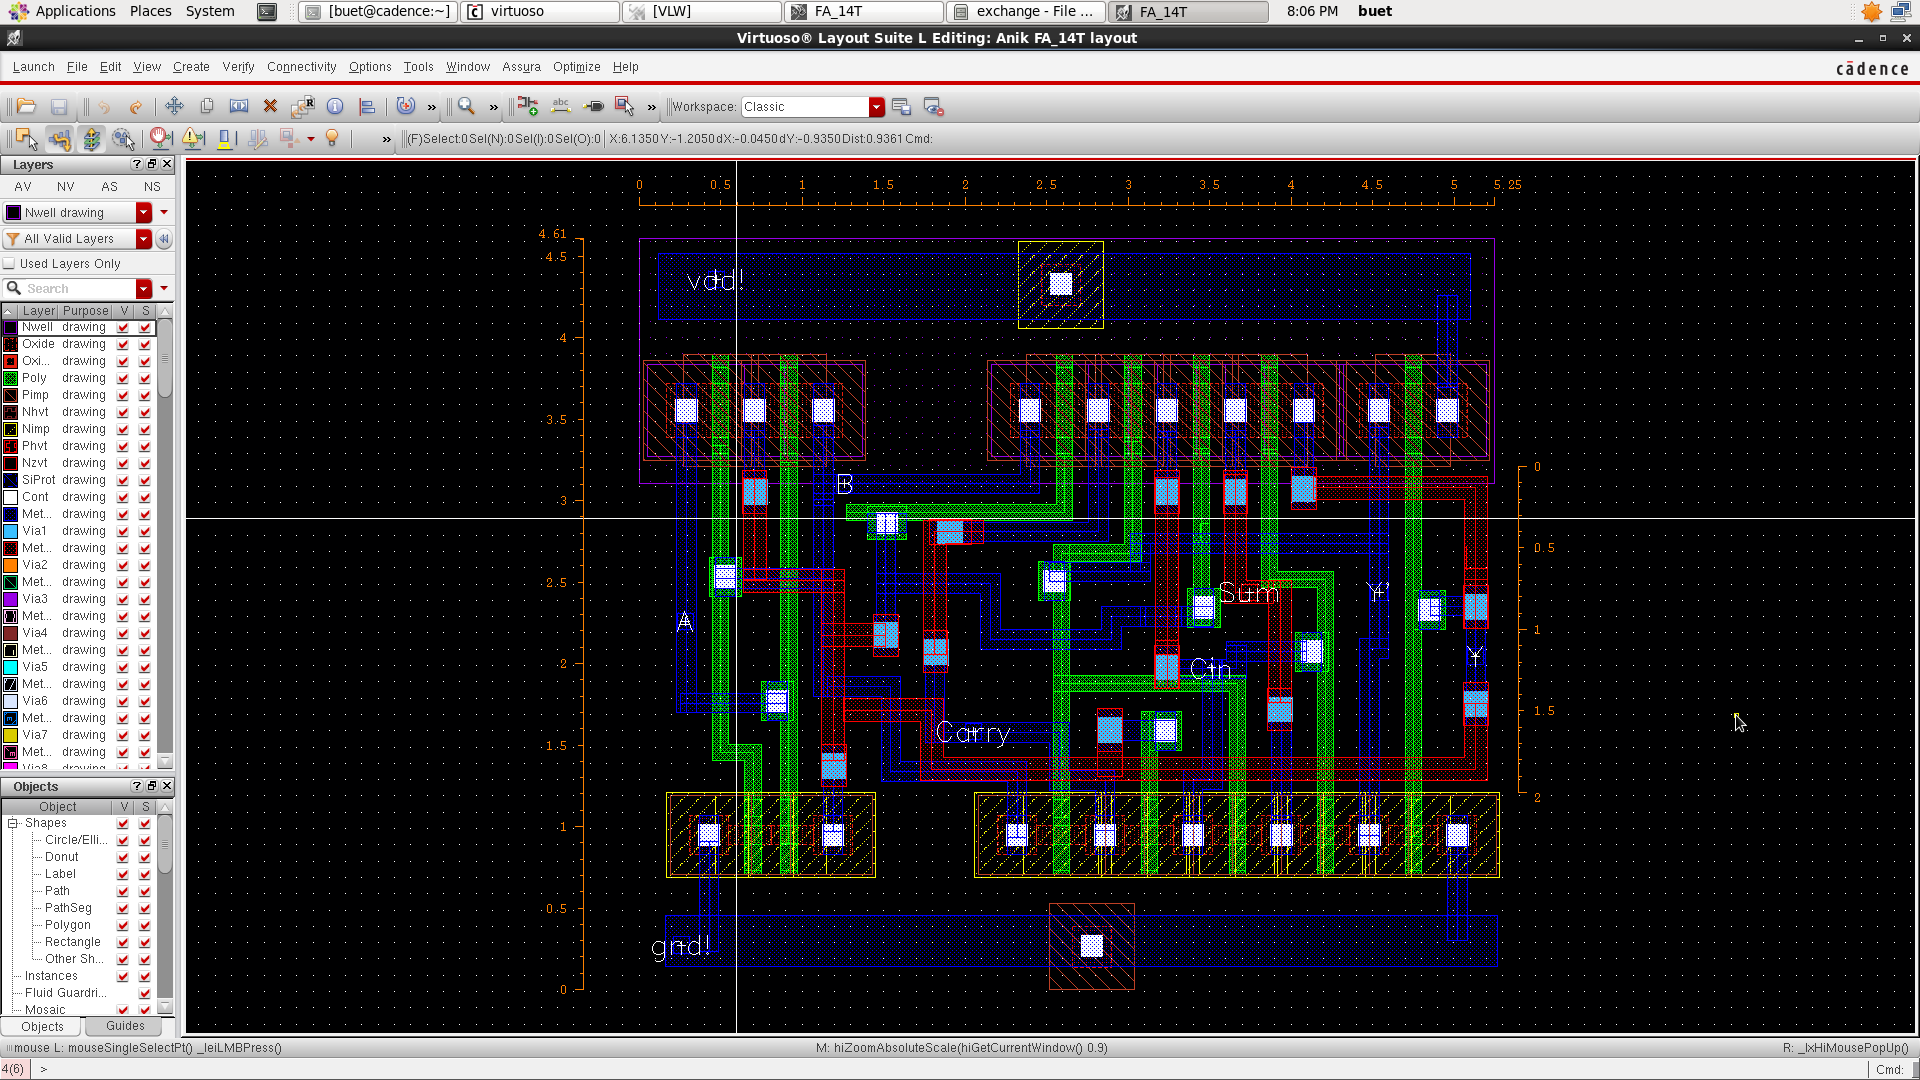 Applications Places System [buet@cadence:~] virtuoso [VLW] FA_14T exchange - File ... FA_14T 8:06 PM buet
Virtuoso® Layout Suite L Editing: Anik FA_14T layout
Launch File Edit View Create Verify Connectivity Options Tools Window Assura Optimize Help cādence
Workspace: Classic
(F)Select:0 Sel(N):0 Sel(I):0 Sel(O):0 X:6.1350 Y:-1.2050 dX:-0.0450 dY:-0.9350 Dist:0.9361 Cmd:
Layers
AV NV AS NS
Nwell drawing
All Valid Layers
Used Layers Only
Search
Layer Purpose V S
Nwell drawing
Oxide drawing
Oxi... drawing
Poly drawing
Pimp drawing
Nhvt drawing
Nimp drawing
Phvt drawing
Nzvt drawing
SiProt drawing
Cont drawing
Met... drawing
Via1 drawing
Met... drawing
Via2 drawing
Met... drawing
Via3 drawing
Met... drawing
Via4 drawing
Met... drawing
Via5 drawing
Met... drawing
Via6 drawing
Met... drawing
Via7 drawing
Met... drawing
Via8 drawing
Objects
Object V S
Shapes
Circle/Elli...
Donut
Label
Path
PathSeg
Polygon
Rectangle
Other Sh...
Instances
Fluid Guardri...
Mosaic
Objects Guides
0 0.5 1 1.5 2 2.5 3 3.5 4 4.5 5 5.25
4.61
4.5
4
3.5
3
2.5
2
1.5
1
0.5
0
vdd!
B
A
Sum
Y'
Cin
Y
Carry
gnd!
0
0.5
1
1.5
2
mouse L: mouseSingleSelectPt() _leiLMBPress() M: hiZoomAbsoluteScale(hiGetCurrentWindow() 0.9) R: _lxHiMousePopUp()
4(6) > Cmd: